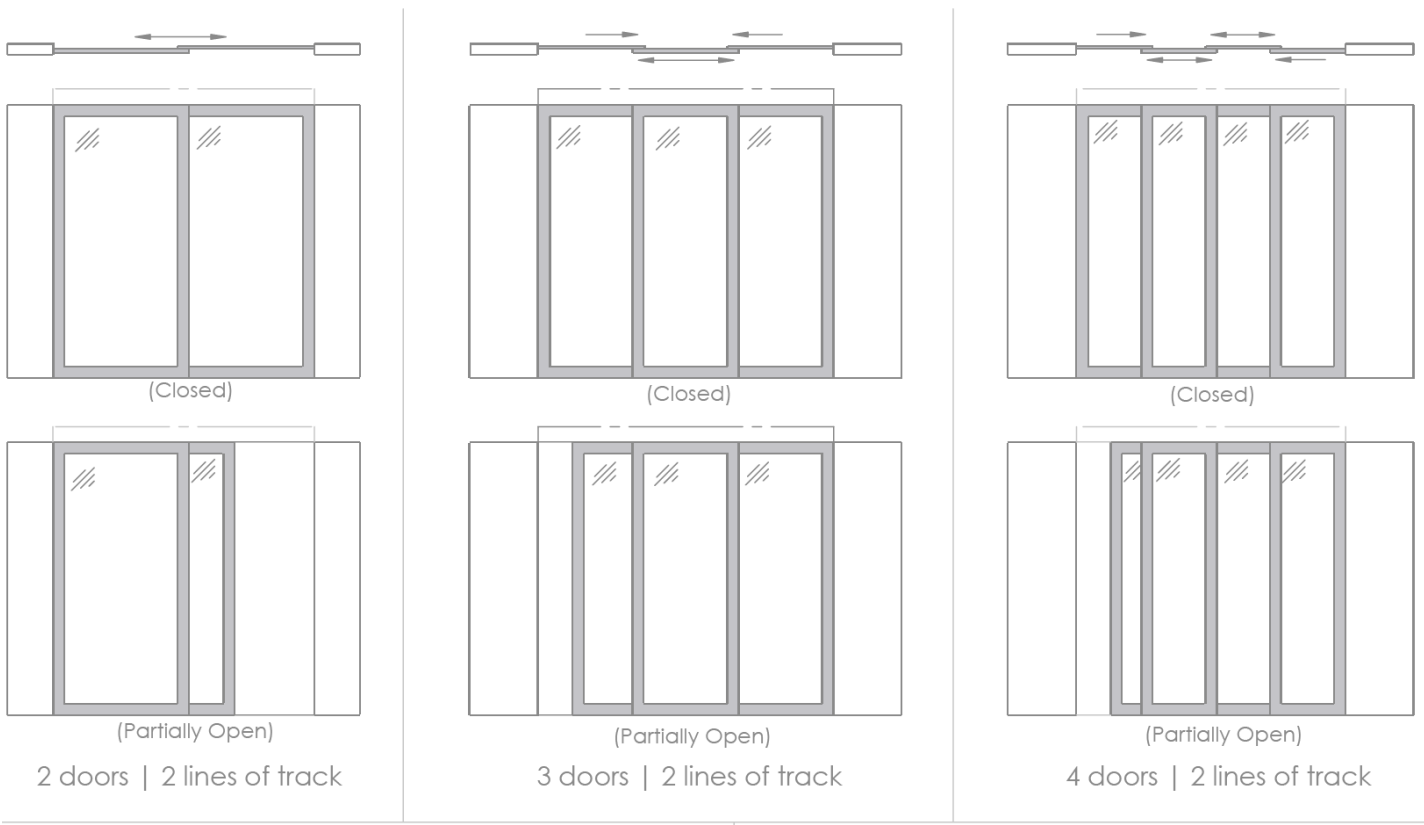 (Closed)
(Partially Open)
2 doors | 2 lines of track
(Closed)
(Partially Open)
3 doors | 2 lines of track
(Closed)
(Partially Open)
4 doors | 2 lines of track